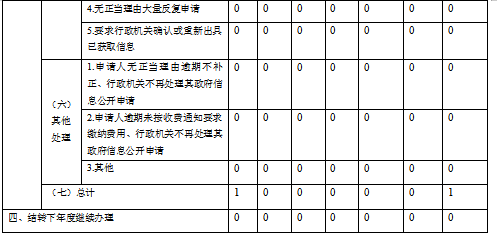 4.无正当理由大量反复申请 0 0 0 0 0 0 0
5.要求行政机关确认或重新出具
已获取信息 0 0 0 0 0 0 0
（六）
其他
处理
1.申请人无正当理由逾期不补
正、行政机关不再处理其政府信
息公开申请 0 0 0 0 0 0 0
2.申请人逾期未按收费通知要求
缴纳费用、行政机关不再处理其
政府信息公开申请 0 0 0 0 0 0 0
3.其他 0 0 0 0 0 0 0
（七）总计 1 0 0 0 0 0 1
四、结转下年度继续办理 0 0 0 0 0 0 0